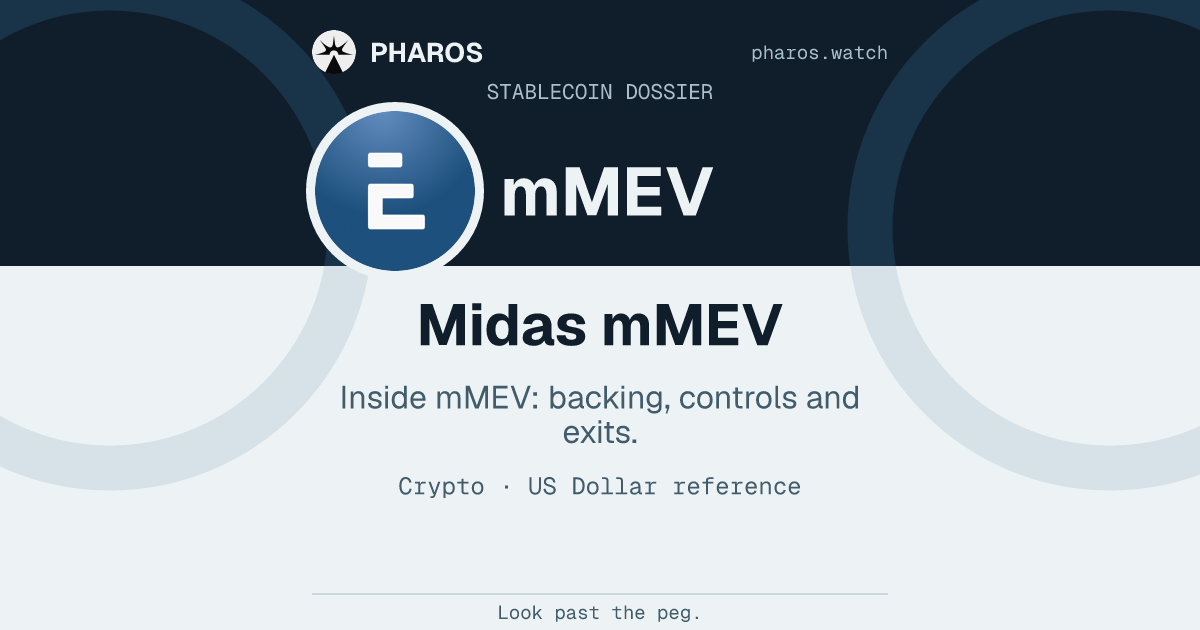 PHAROS
pharos.watch
STABLECOIN DOSSIER
mMEV
Midas mMEV
Inside mMEV: backing, controls and
exits.
Crypto · US Dollar reference
Look past the peg.